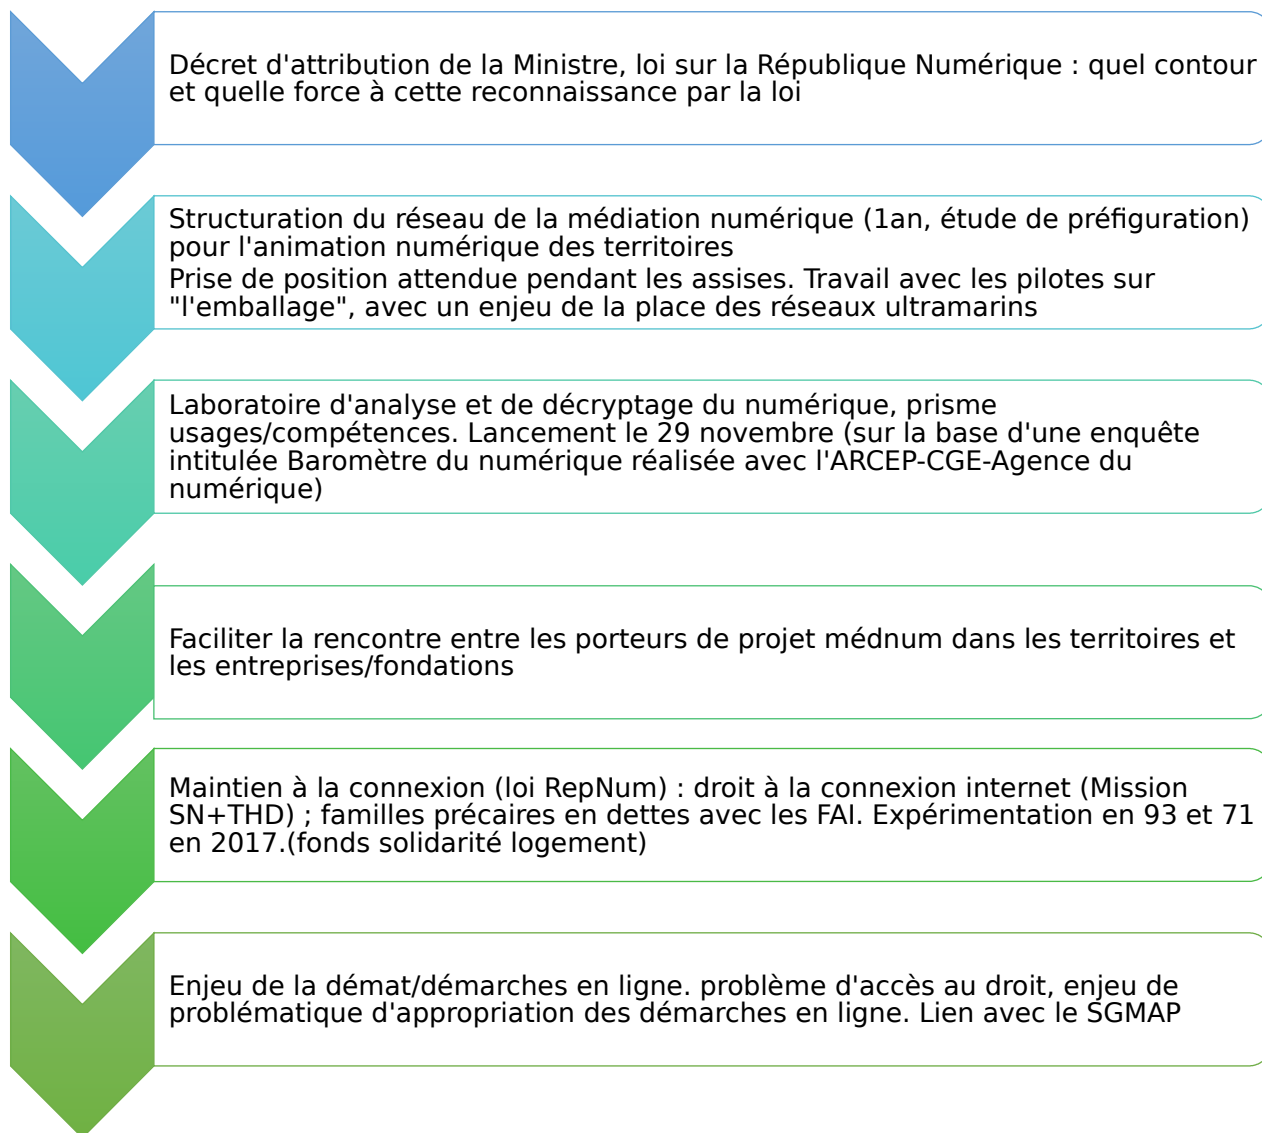 Décret d'attribution de la Ministre, loi sur la République Numérique : quel contour
et quelle force à cette reconnaissance par la loi
Structuration du réseau de la médiation numérique (1an, étude de préfiguration)
pour l'animation numérique des territoires
Prise de position attendue pendant les assises. Travail avec les pilotes sur
"l'emballage", avec un enjeu de la place des réseaux ultramarins
Laboratoire d'analyse et de décryptage du numérique, prisme
usages/compétences. Lancement le 29 novembre (sur la base d'une enquête
intitulée Baromètre du numérique réalisée avec l'ARCEP-CGE-Agence du
numérique)
Faciliter la rencontre entre les porteurs de projet médnum dans les territoires et
les entreprises/fondations
Maintien à la connexion (loi RepNum) : droit à la connexion internet (Mission
SN+THD) ; familles précaires en dettes avec les FAI. Expérimentation en 93 et 71
en 2017.(fonds solidarité logement)
Enjeu de la démat/démarches en ligne. problème d'accès au droit, enjeu de
problématique d'appropriation des démarches en ligne. Lien avec le SGMAP